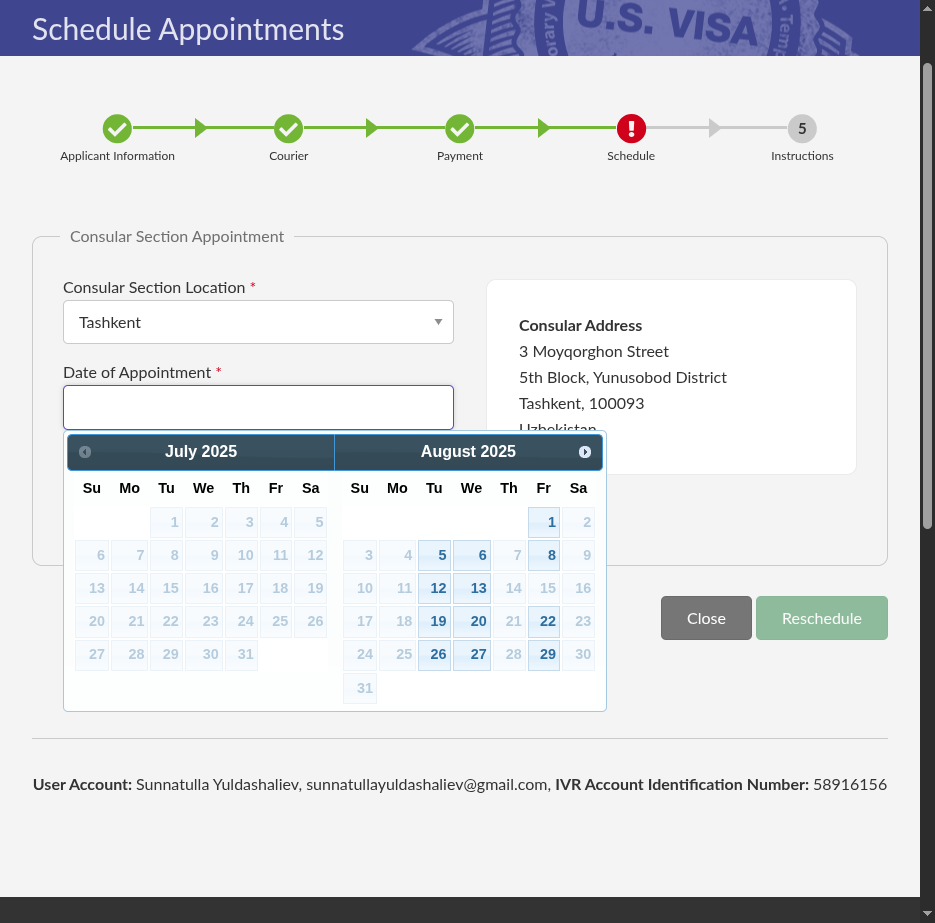 Schedule Appointments
U.S. VISA
orary V
Temp
5
Applicant Information Courier Payment Schedule Instructions
Consular Section Appointment
Consular Section Location *
Tashkent
Date of Appointment *
Consular Address
3 Moyqorghon Street
5th Block, Yunusobod District
Tashkent, 100093
Uzbekistan
July 2025 August 2025
Su Mo Tu We Th Fr Sa Su Mo Tu We Th Fr Sa
1 2 3 4 5 1 2
6 7 8 9 10 11 12 3 4 5 6 7 8 9
13 14 15 16 17 18 19 10 11 12 13 14 15 16
20 21 22 23 24 25 26 17 18 19 20 21 22 23
27 28 29 30 31 24 25 26 27 28 29 30
31
Close Reschedule
User Account: Sunnatulla Yuldashaliev, sunnatullayuldashaliev@gmail.com, IVR Account Identification Number: 58916156